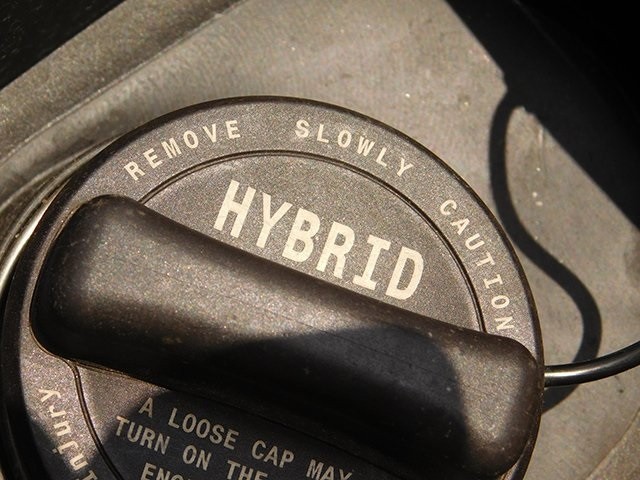 REMOVE SLOWLY CAUTION
HYBRID
A LOOSE CAP MAY
TURN ON THE
injury